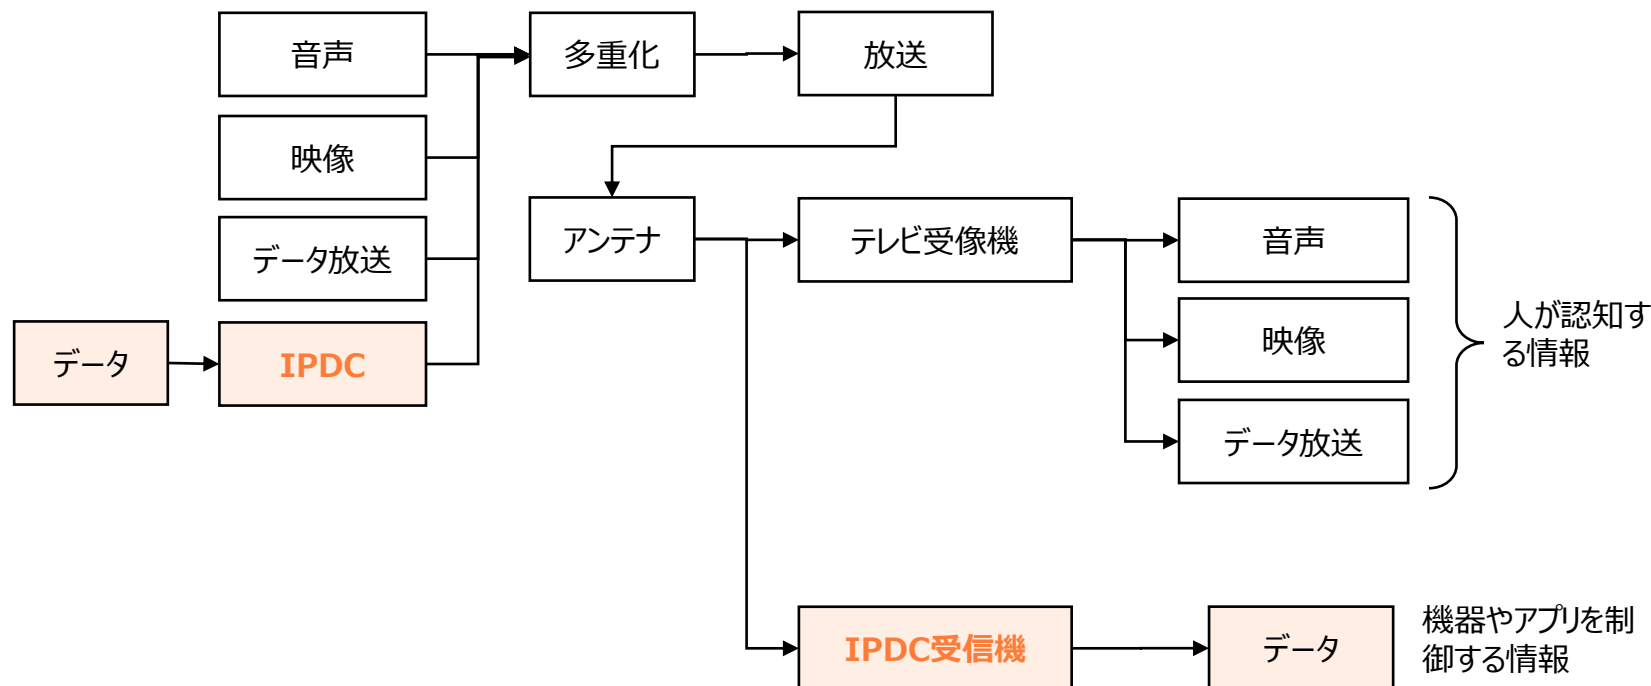 音声
多重化
放送
映像
アンテナ
テレビ受像機
音声
データ放送
人が認知す
る情報
映像
データ
IPDC
データ放送
IPDC受信機
データ
機器やアプリを制
御する情報